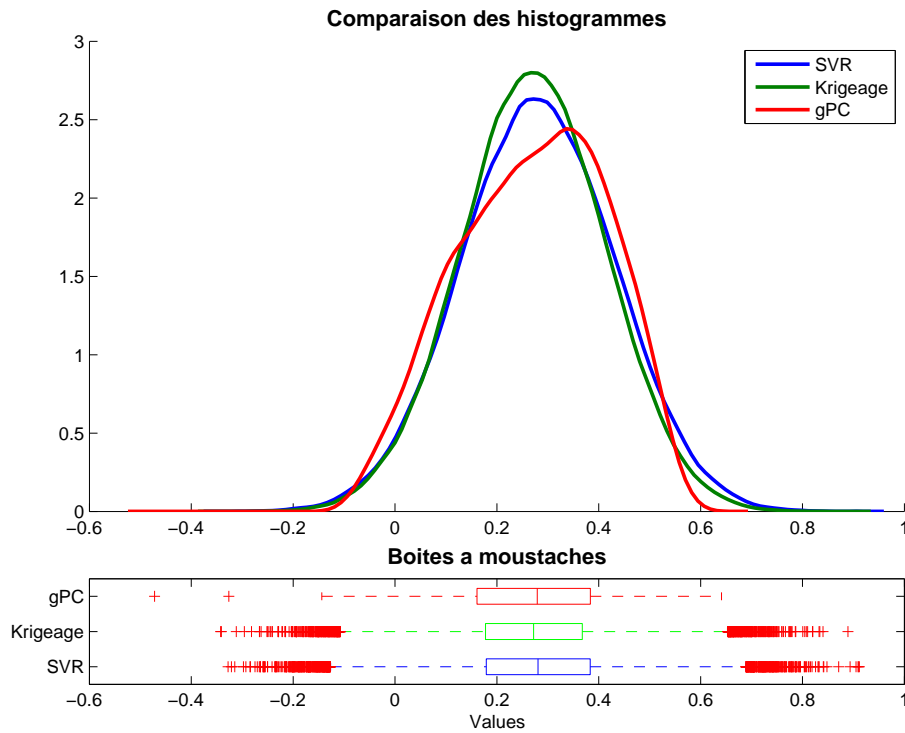 Comparaison des histogrammes
3
2.5
2
1.5
1
0.5
0
−0.6 −0.4 −0.2 0 0.2 0.4 0.6 0.8 1
SVR
Krigeage
gPC
Boites a moustaches
gPC
Krigeage
SVR
−0.6 −0.4 −0.2 0 0.2 0.4 0.6 0.8 1
Values